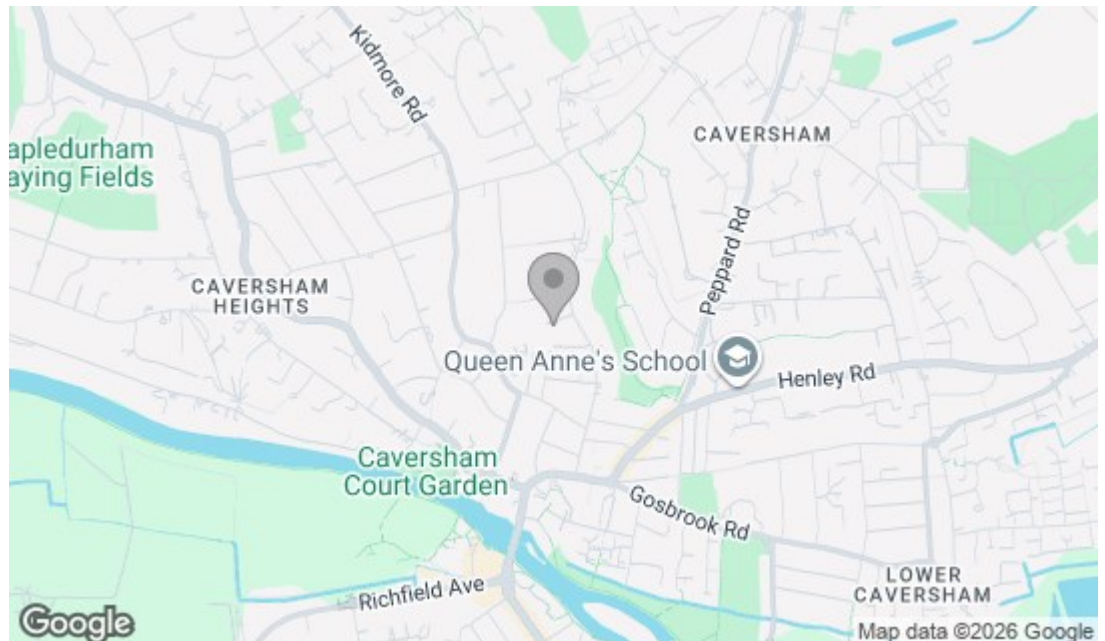 Kidmore Rd
CAVERSHAM
apledurham
aying Fields
Peppard Rd
CAVERSHAM
HEIGHTS
Queen Anne's School
Henley Rd
Caversham
Court Garden
Gosbrook Rd
LOWER
CAVERSHAM
Richfield Ave
Google
Map data ©2026 Google